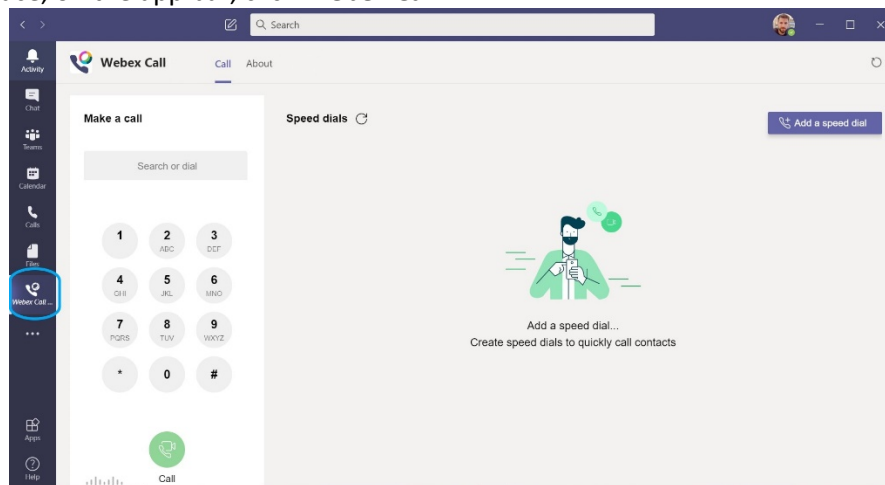 Search
Activity
Webex Call
Call
About
Chat
Make a call
Speed dials
Add a speed dial
Teams
Search or dial
Calendar
Calls
1
2
3
ABC
DEF
Files
4
5
6
GHI
JKL
MNO
Webex Call ...
7
8
9
PQRS
TUV
WXYZ
Add a speed dial...
Create speed dials to quickly call contacts
*
0
#
Apps
Call
Help